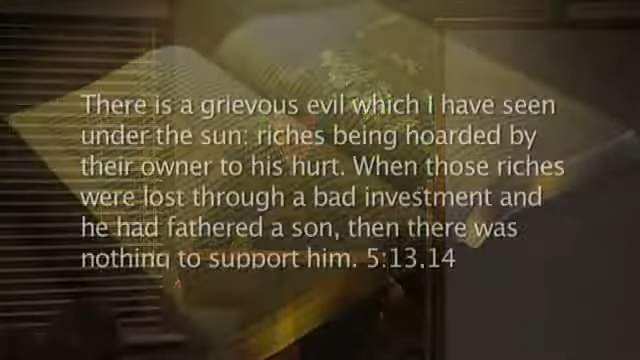 There is a grievous evil which I have seen
under the sun: riches being hoarded by
their owner to his hurt. When those riches
were lost through a bad investment and
he had fathered a son, then there was
nothing to support him. 5:13,14